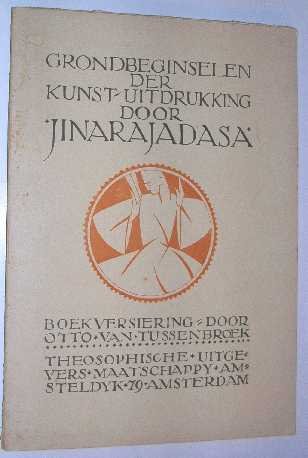 GRONDBEGINSELEN
DER
KUNST-UITDRUKKING
DOOR
·JINARAJADASA·
BOEKVERSIERING=DOOR
OTTO·VAN·TUSSENBROEK
THEOSOPHISCHE·UITGE=
VERS·MAATSCHAPPY·AM=
STELDYK·79·AMSTERDAM